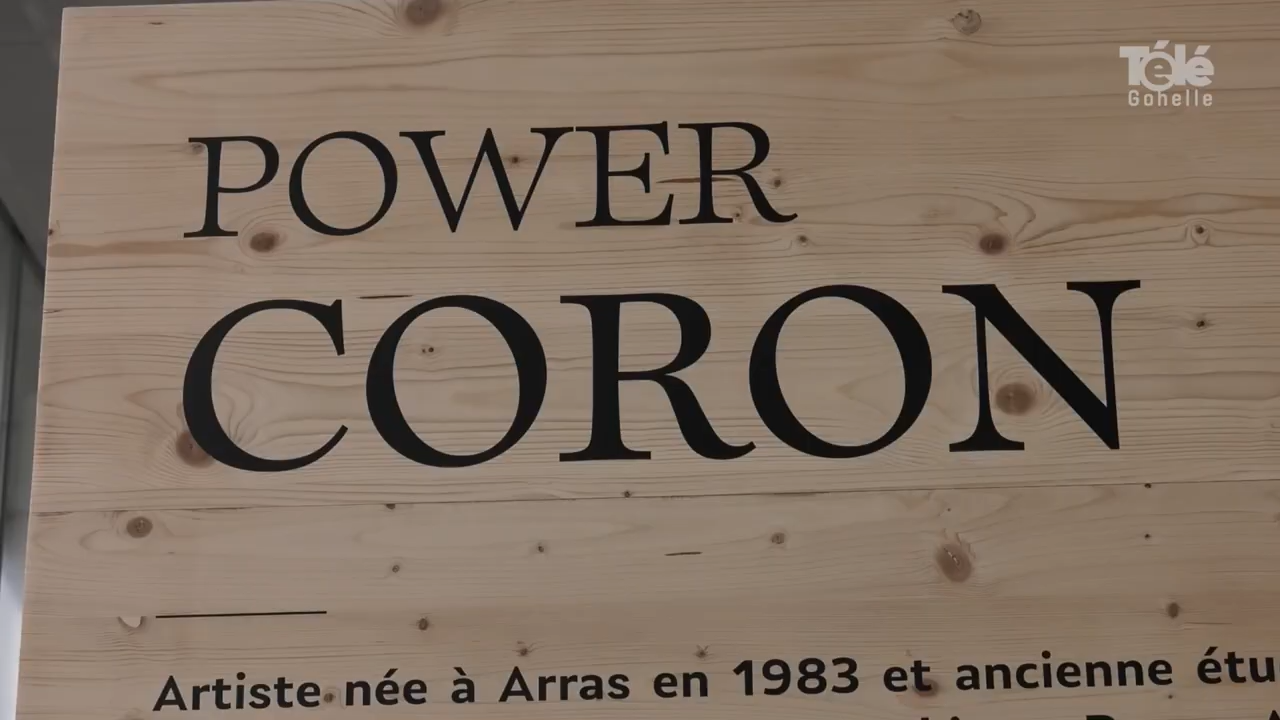 Télé
Gohelle
POWER
CORON
Artiste née à Arras en 1983 et ancienne étu